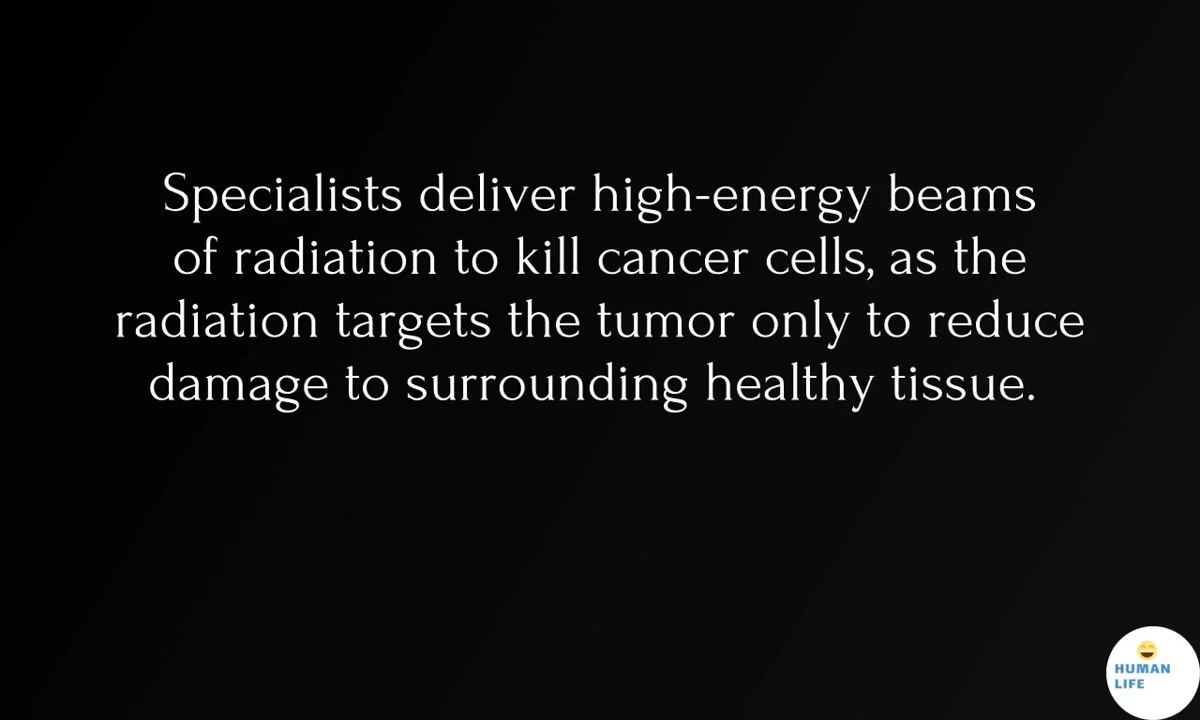 Specialists deliver high-energy beams
of radiation to kill cancer cells, as the
radiation targets the tumor only to reduce
damage to surrounding healthy tissue.
HUMAN
LIFE